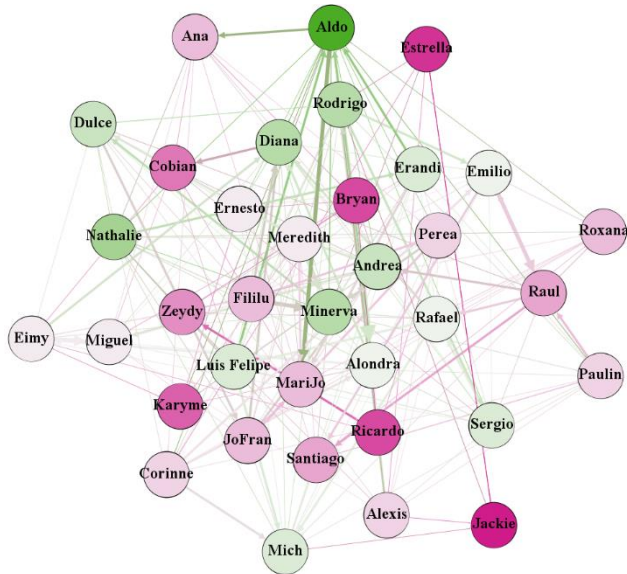 Ana
Aldo
Estrella
Rodrigo
Dulce
Diana
Cobian
Erandi
Emilio
Ernesto
Bryan
Nathalie
Meredith
Perea
Roxana
Andrea
Zeydy
Fililu
Minerva
Rafael
Raul
Eimy
Miguel
Luis Felipe
Alondra
Paulin
MariJo
Karyme
JoFran
Santiago
Ricardo
Sergio
Corinne
Alexis
Jackie
Mich